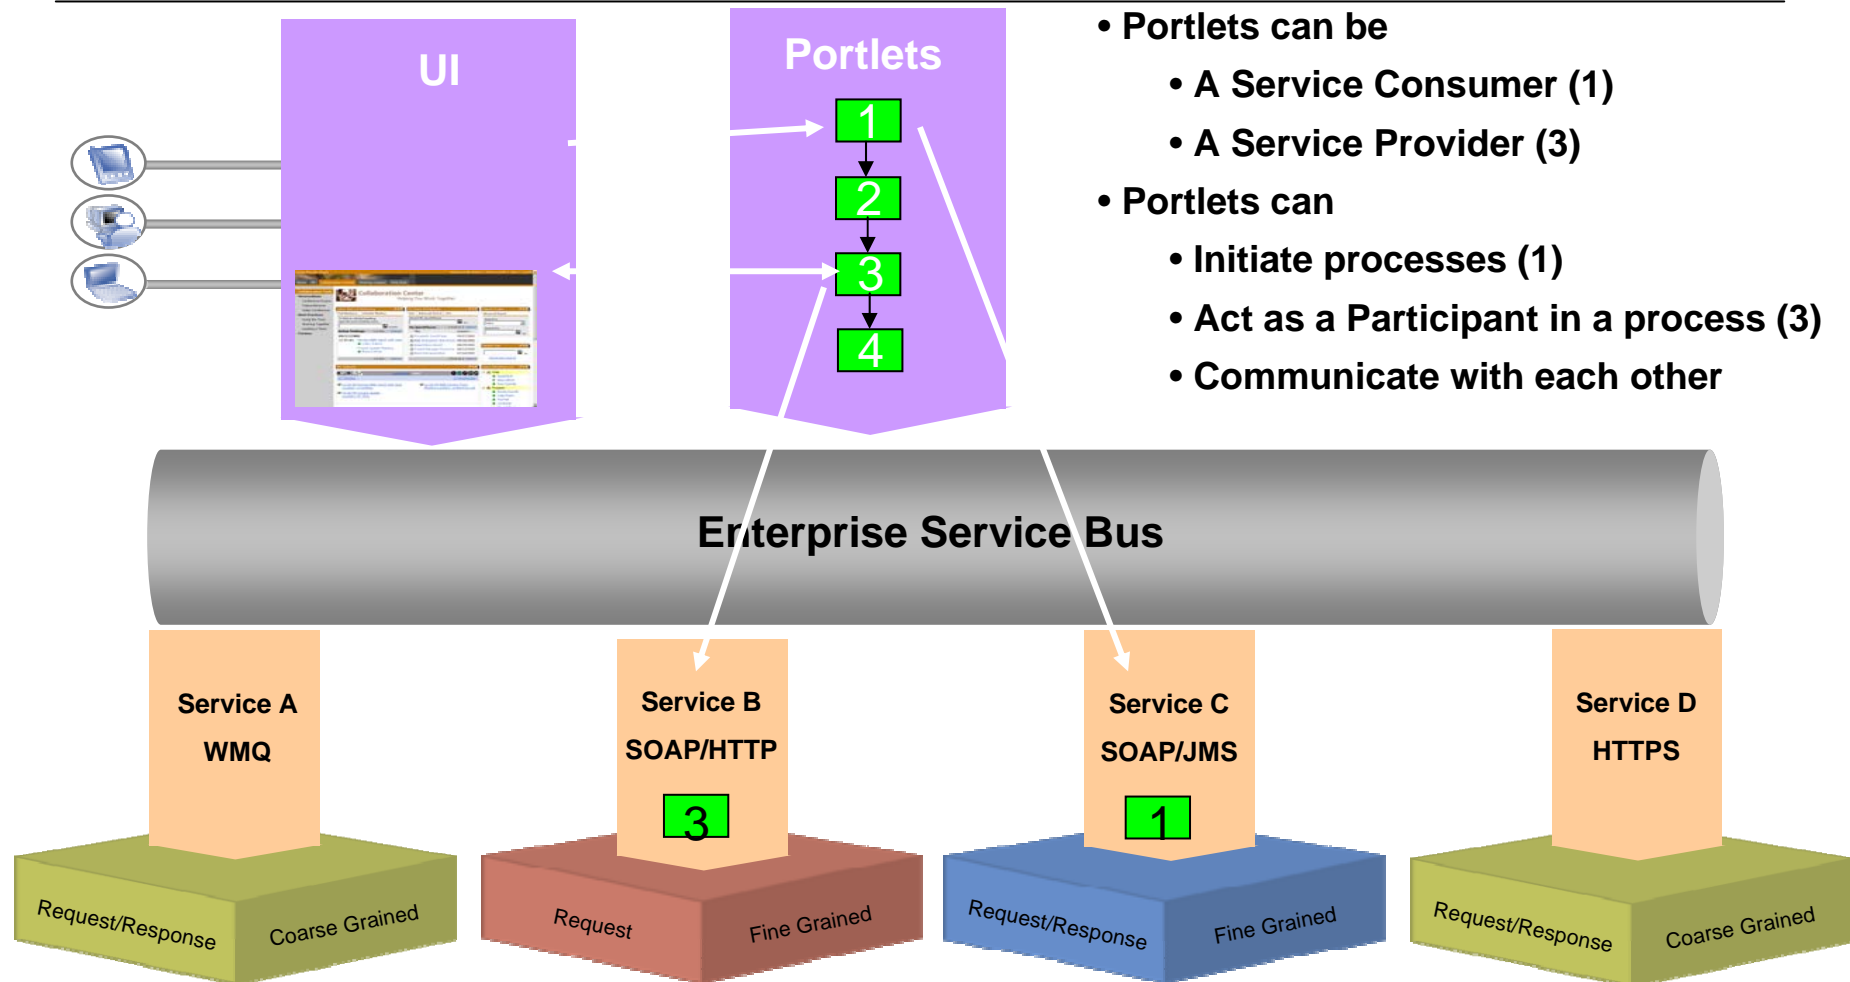 UI
Portlets
1
2
3
4
• Portlets can be
• A Service Consumer (1)
• A Service Provider (3)
• Portlets can
• Initiate processes (1)
• Act as a Participant in a process (3)
• Communicate with each other
Collaboration Center
Enterprise Service Bus
Service A
WMQ
Service B
SOAP/HTTP
3
Service C
SOAP/JMS
1
Service D
HTTPS
Request/Response
Coarse Grained
Request
Fine Grained
Request/Response
Fine Grained
Request/Response
Coarse Grained